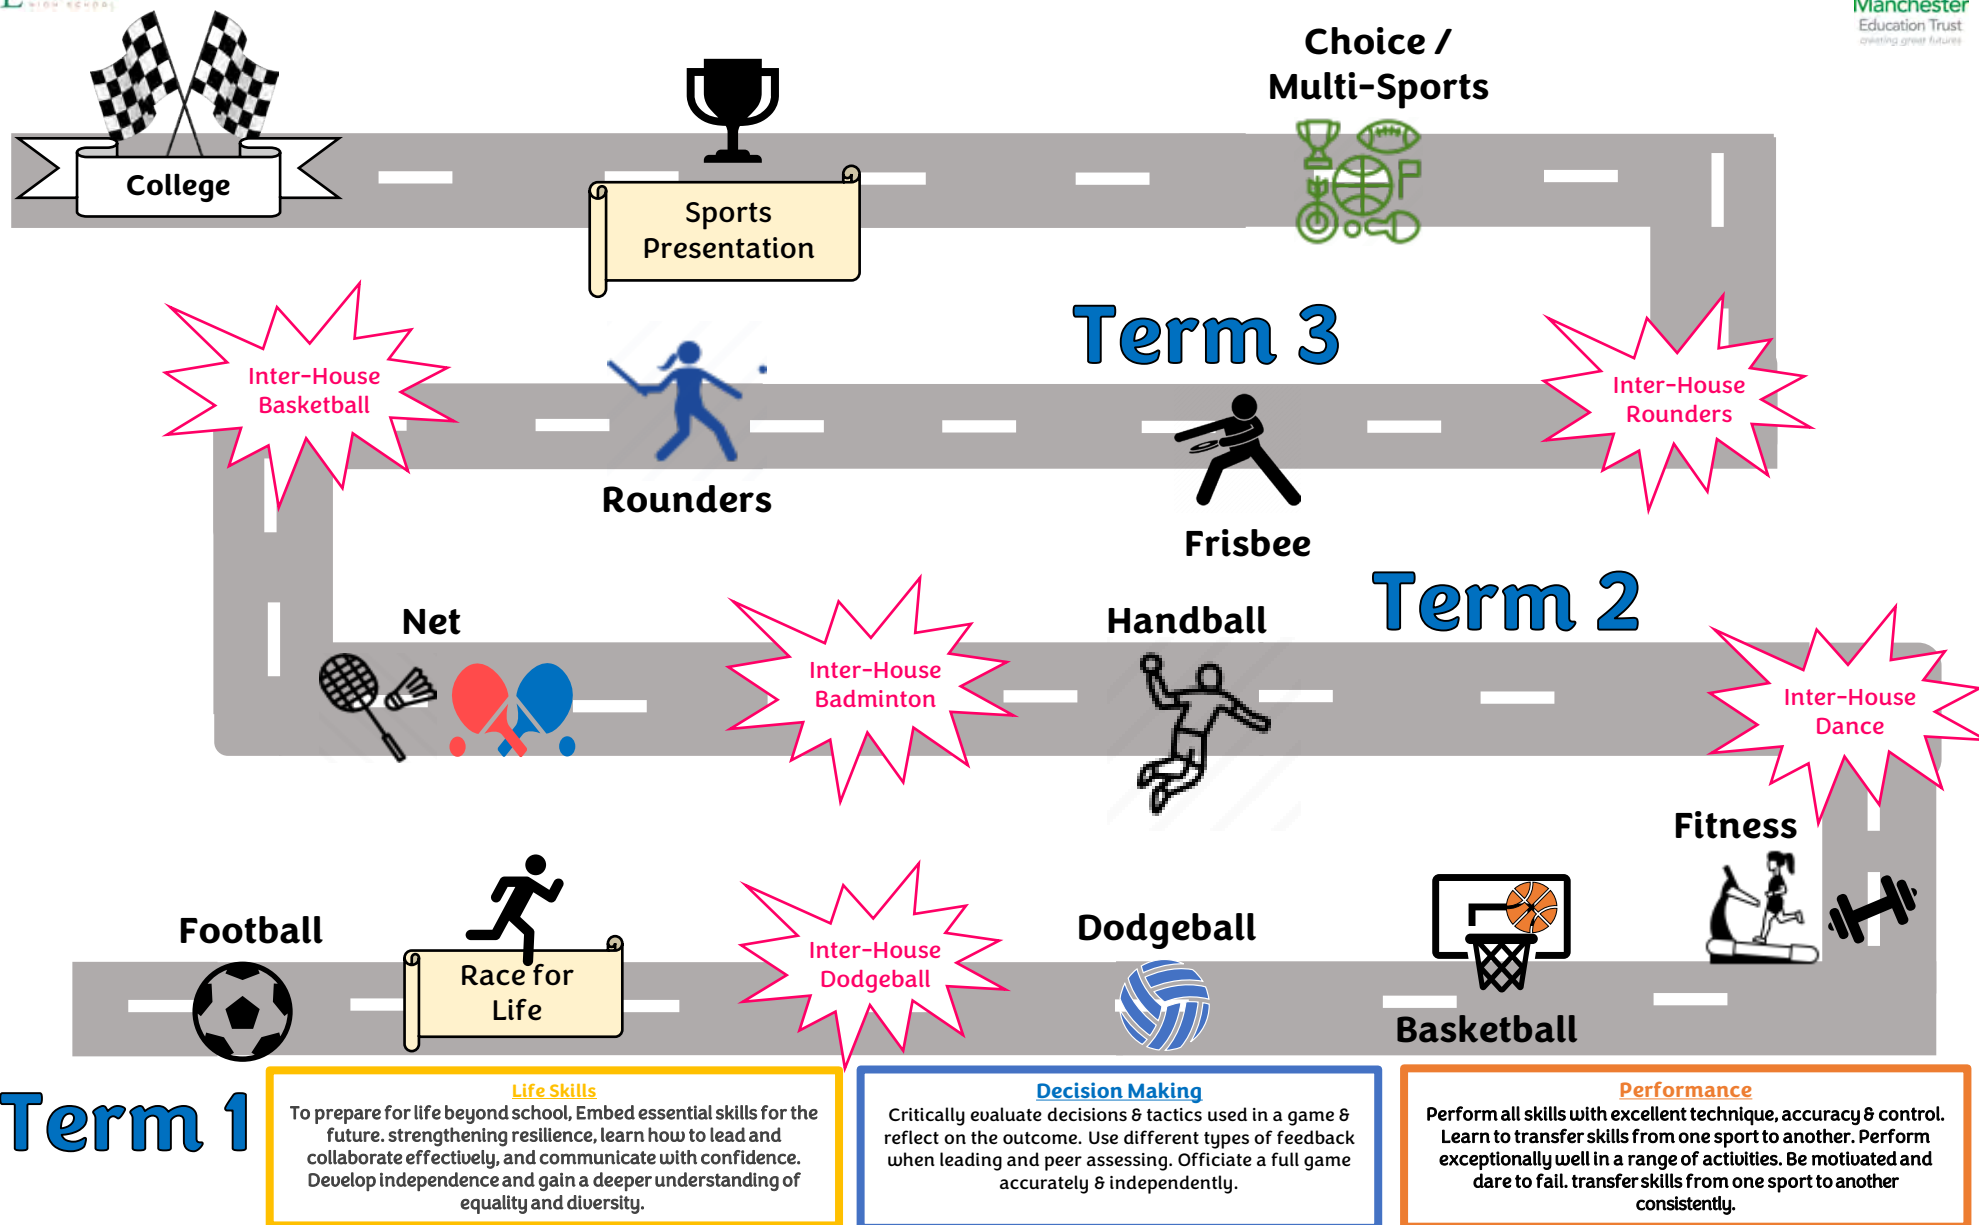 HIGH SCHOOL
Manchester
Education Trust
creating great futures
Choice /
Multi-Sports
College
Sports
Presentation
Term 3
Inter-House
Basketball
Inter-House
Rounders
Rounders
Frisbee
Term 2
Net
Handball
Inter-House
Badminton
Inter-House
Dance
Fitness
Football
Race for
Life
Inter-House
Dodgeball
Dodgeball
Basketball
Term 1
Life Skills
To prepare for life beyond school, Embed essential skills for the
future. strengthening resilience, learn how to lead and
collaborate effectively, and communicate with confidence.
Develop independence and gain a deeper understanding of
equality and diversity.
Decision Making
Critically evaluate decisions & tactics used in a game &
reflect on the outcome. Use different types of feedback
when leading and peer assessing. Officiate a full game
accurately & independently.
Performance
Perform all skills with excellent technique, accuracy & control.
Learn to transfer skills from one sport to another. Perform
exceptionally well in a range of activities. Be motivated and
dare to fail. transfer skills from one sport to another
consistently.